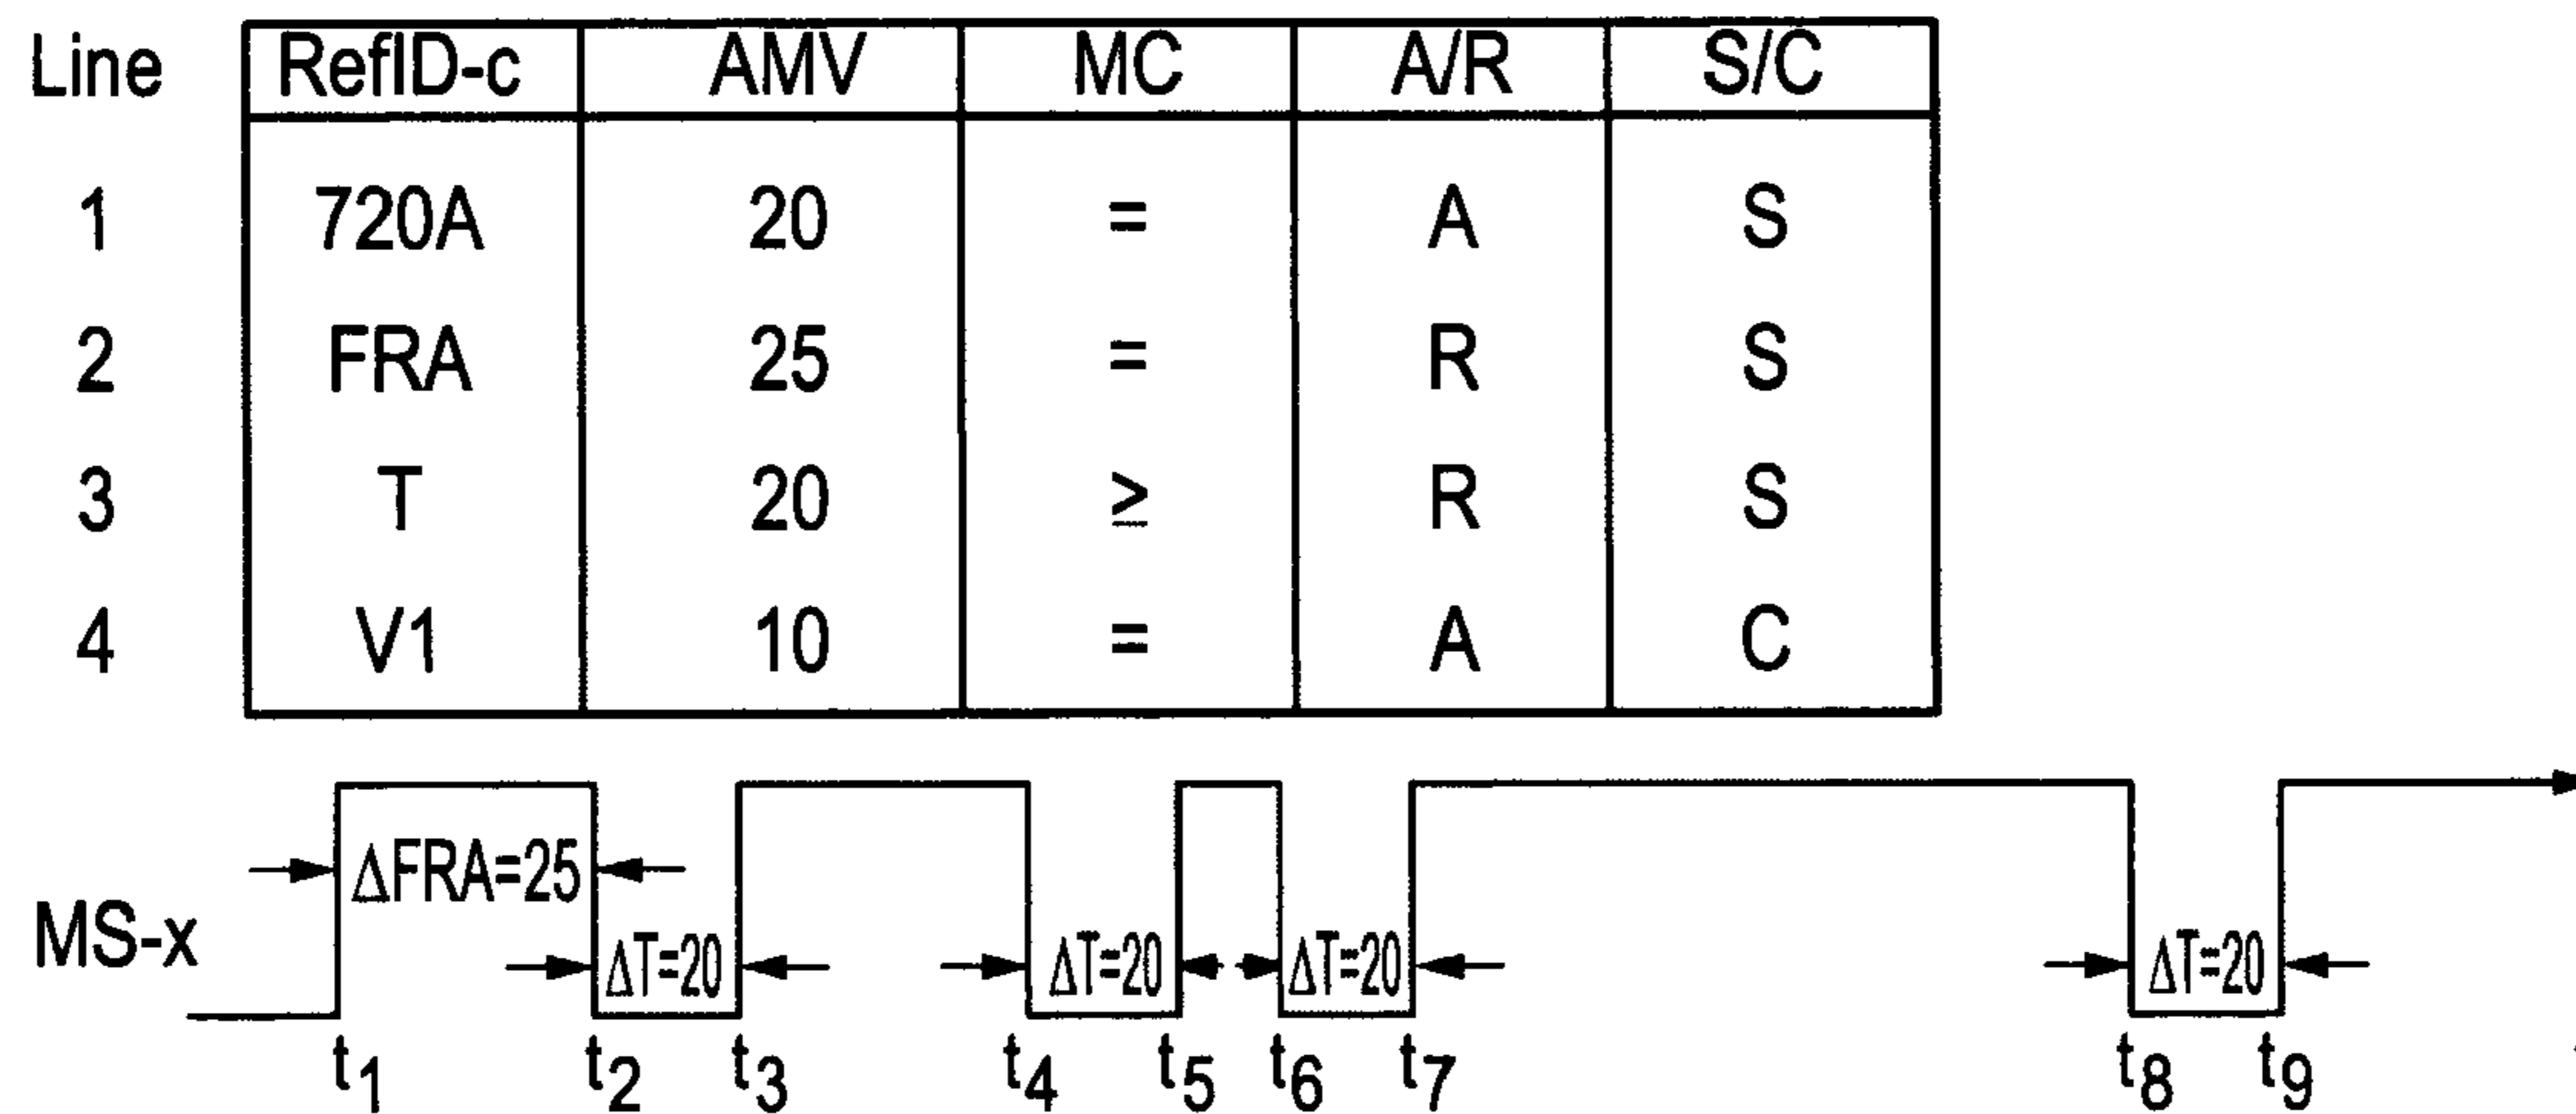 Line RefID-c AMV MC A/R S/C
1 720A 20 = A S
2 FRA 25 = R S
3 T 20 ≥ R S
4 V1 10 = A C
ΔFRA=25
MS-x ΔT=20 ΔT=20 ΔT=20 ΔT=20
t1 t2 t3 t4 t5 t6 t7 t8 t9